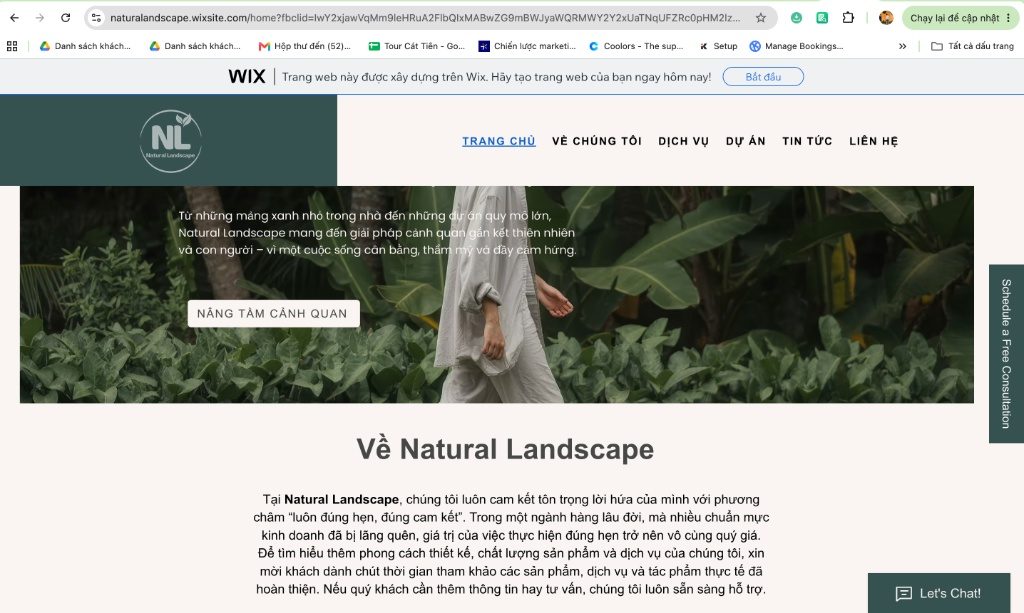 naturalandscape.wixsite.com/home?fbclid=IwY2xjawVqMm9leHRuA2FlbQIxMABwZG9mBWJyaWQRMWY2Y2xUaTNqUFZRc0pHM2Iz...
Chạy lại để cập nhật
Danh sách khách...
Danh sách khách...
Hộp thư đến (52)...
Tour Cát Tiên - Go...
Chiến lược marketi...
Coolors - The sup...
Setup
Manage Bookings...
Tất cả dấu trang
WIX
Trang web này được xây dựng trên Wix. Hãy tạo trang web của bạn ngay hôm nay!
Bắt đầu
NL
Natural Landscape
TRANG CHỦ
VỀ CHÚNG TÔI
DỊCH VỤ
DỰ ÁN
TIN TỨC
LIÊN HỆ
Từ những mảng xanh nhỏ trong nhà đến những dự án quy mô lớn,
Natural Landscape mang đến giải pháp cảnh quan gắn kết thiên nhiên
và con người – vì một cuộc sống cân bằng, thẩm mỹ và đầy cảm hứng.
NÂNG TẦM CẢNH QUAN
Schedule a Free Consultation
Về Natural Landscape
Tại Natural Landscape, chúng tôi luôn cam kết tôn trọng lời hứa của mình với phương
châm “luôn đúng hẹn, đúng cam kết”. Trong một ngành hàng lâu đời, mà nhiều chuẩn mực
kinh doanh đã bị lãng quên, giá trị của việc thực hiện đúng hẹn trở nên vô cùng quý giá.
Để tìm hiểu thêm phong cách thiết kế, chất lượng sản phẩm và dịch vụ của chúng tôi, xin
mời khách dành chút thời gian tham khảo các sản phẩm, dịch vụ và tác phẩm thực tế đã
hoàn thiện. Nếu quý khách cần thêm thông tin hay tư vấn, chúng tôi luôn sẵn sàng hỗ trợ.
Let's Chat!